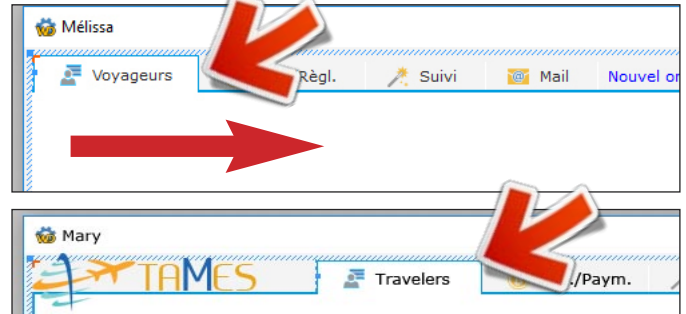 Mélissa
Voyageurs Règl. Suivi Mail Nouvel
Mary
TAMES Travelers ./Paym.